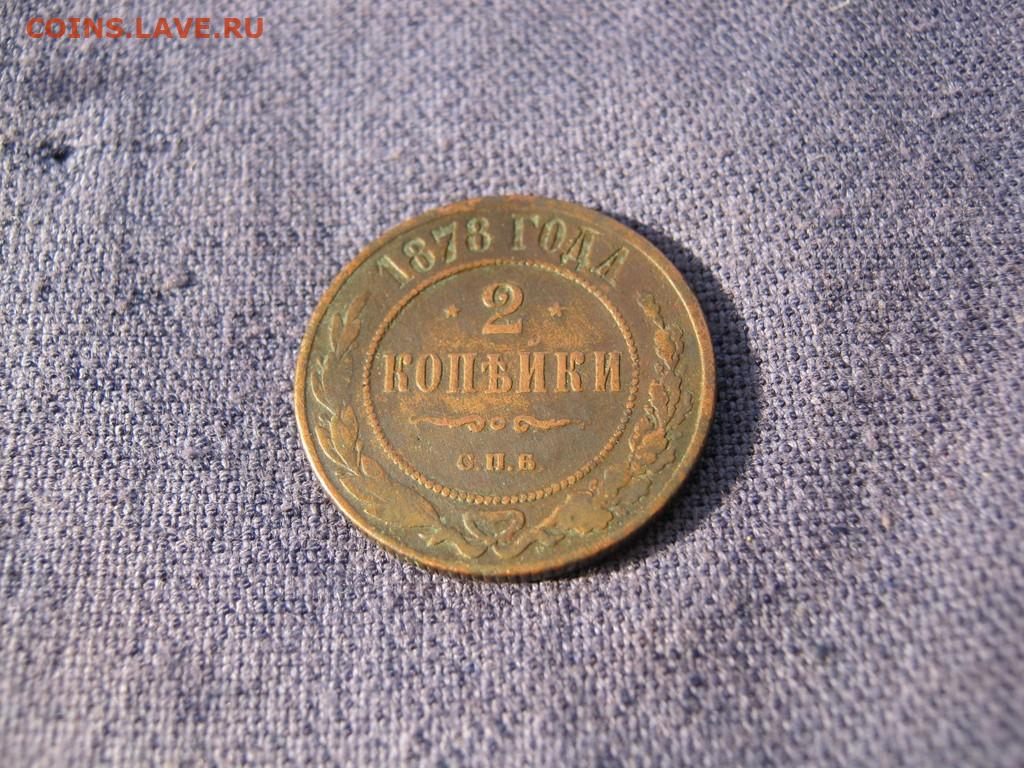 COINS.LAVE.RU
1878 ГОДА
2
КОПѢЙКИ
С.П.Б.